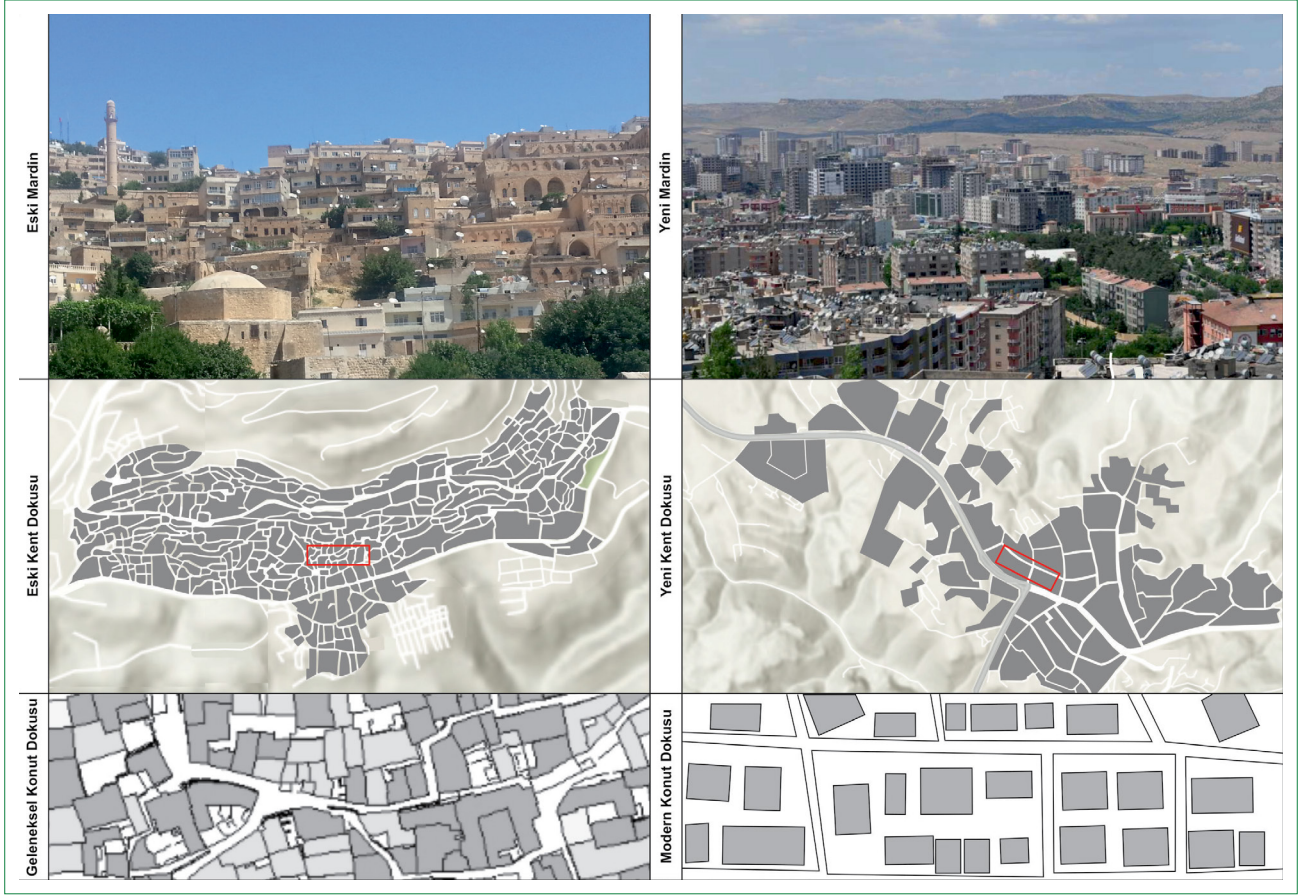 Eski Mardin
Yeni Mardin
Eski Kent Dokusu
Yeni Kent Dokusu
Geleneksel Konut Dokusu
Modern Konut Dokusu